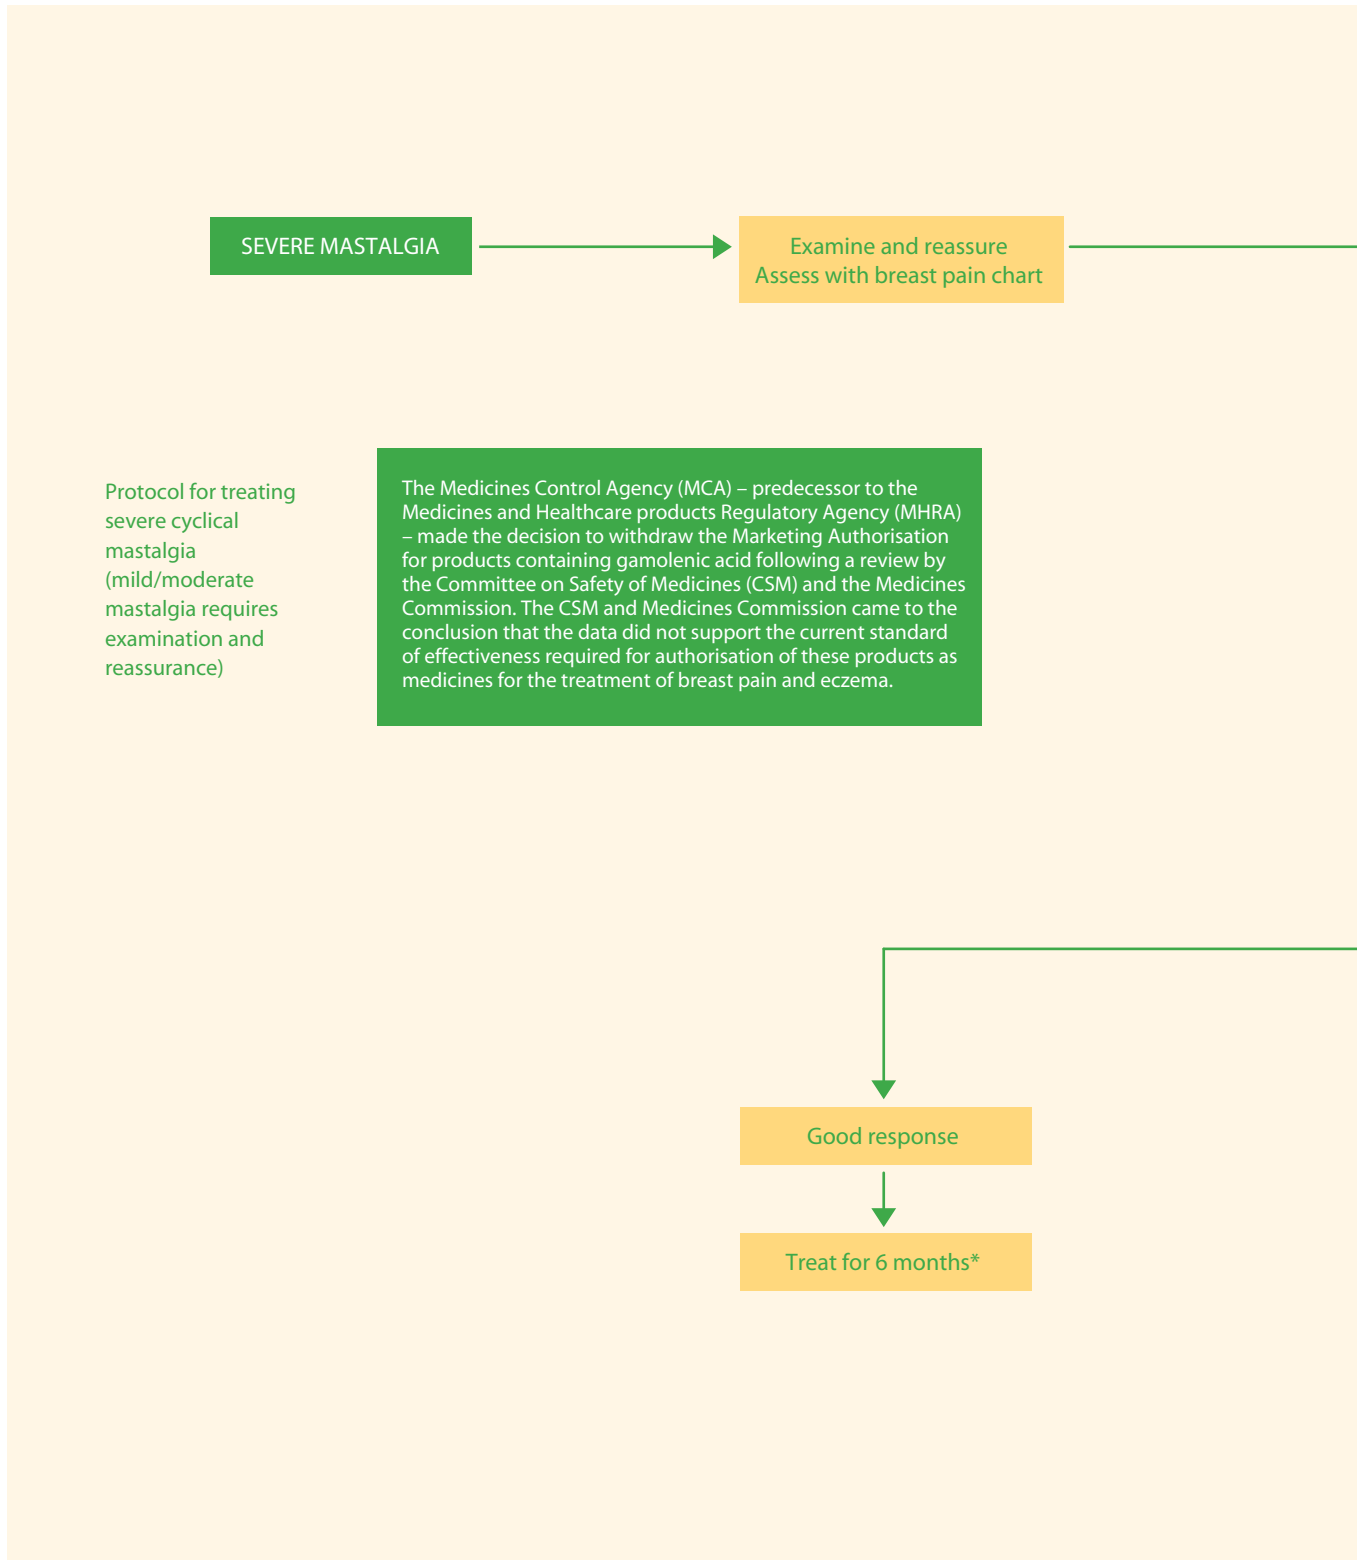 SEVERE MASTALGIA
Examine and reassure
Assess with breast pain chart
Protocol for treating
severe cyclical
mastalgia
(mild/moderate
mastalgia requires
examination and
reassurance)
The Medicines Control Agency (MCA) – predecessor to the
Medicines and Healthcare products Regulatory Agency (MHRA)
– made the decision to withdraw the Marketing Authorisation
for products containing gamolenic acid following a review by
the Committee on Safety of Medicines (CSM) and the Medicines
Commission. The CSM and Medicines Commission came to the
conclusion that the data did not support the current standard
of effectiveness required for authorisation of these products as
medicines for the treatment of breast pain and eczema.
Good response
Treat for 6 months*